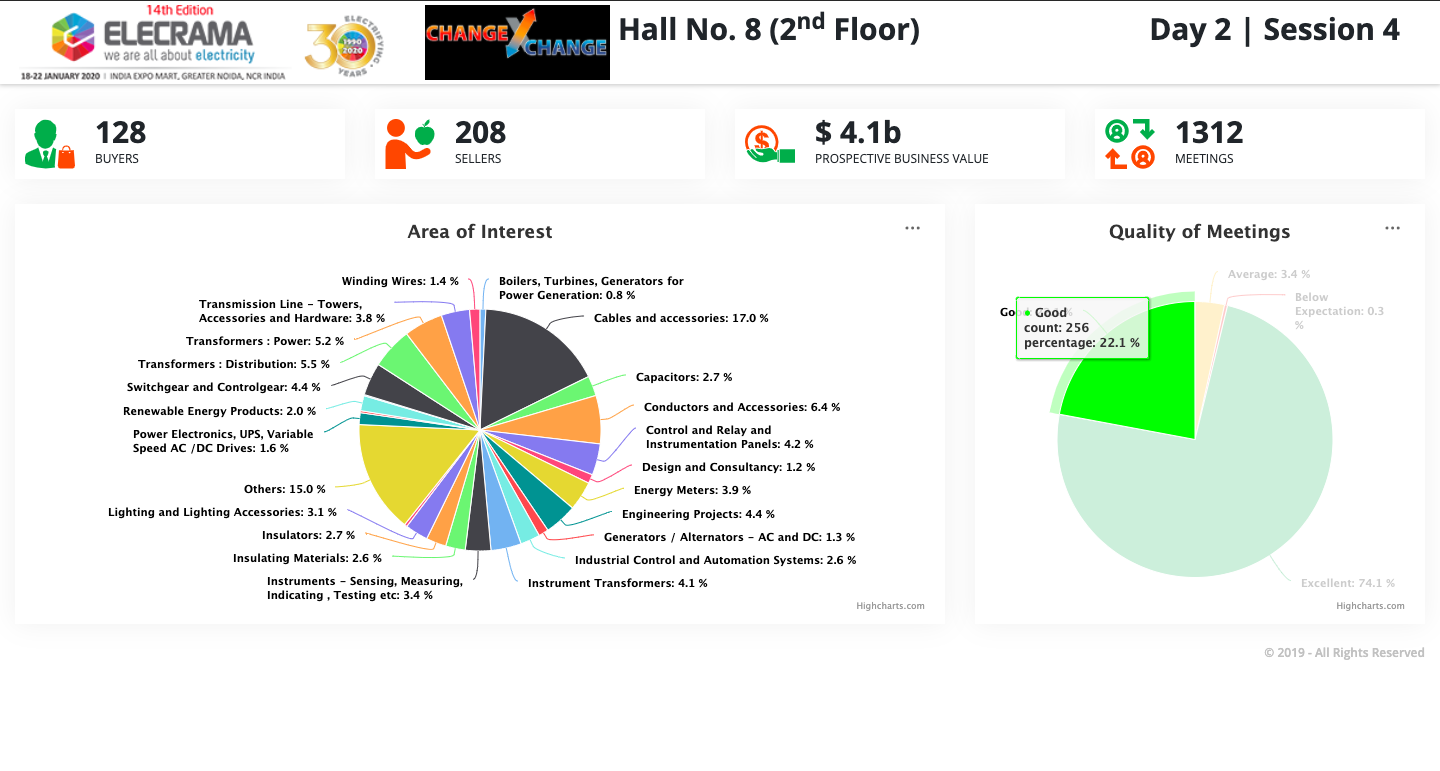 14th Edition
ELECRAMA
we are all about electricity
18-22 JANUARY 2020 | INDIA EXPO MART, GREATER NOIDA, NCR INDIA
30
1990
2020
ELECTRIFYING
YEARS
CHANGE X CHANGE
Hall No. 8 (2nd Floor)
Day 2 | Session 4
128
BUYERS
208
SELLERS
$ 4.1b
PROSPECTIVE BUSINESS VALUE
1312
MEETINGS
Area of Interest
Winding Wires: 1.4 %
Boilers, Turbines, Generators for
Power Generation: 0.8 %
Transmission Line – Towers,
Accessories and Hardware: 3.8 %
Cables and accessories: 17.0 %
Transformers : Power: 5.2 %
Transformers : Distribution: 5.5 %
Capacitors: 2.7 %
Switchgear and Controlgear: 4.4 %
Conductors and Accessories: 6.4 %
Renewable Energy Products: 2.0 %
Control and Relay and
Instrumentation Panels: 4.2 %
Power Electronics, UPS, Variable
Speed AC /DC Drives: 1.6 %
Design and Consultancy: 1.2 %
Others: 15.0 %
Energy Meters: 3.9 %
Lighting and Lighting Accessories: 3.1 %
Engineering Projects: 4.4 %
Insulators: 2.7 %
Generators / Alternators – AC and DC: 1.3 %
Insulating Materials: 2.6 %
Industrial Control and Automation Systems: 2.6 %
Instruments – Sensing, Measuring,
Indicating , Testing etc: 3.4 %
Instrument Transformers: 4.1 %
Highcharts.com
Quality of Meetings
Average: 3.4 %
Below
Expectation: 0.3
%
Good
count: 256
percentage: 22.1 %
Excellent: 74.1 %
Highcharts.com
© 2019 - All Rights Reserved